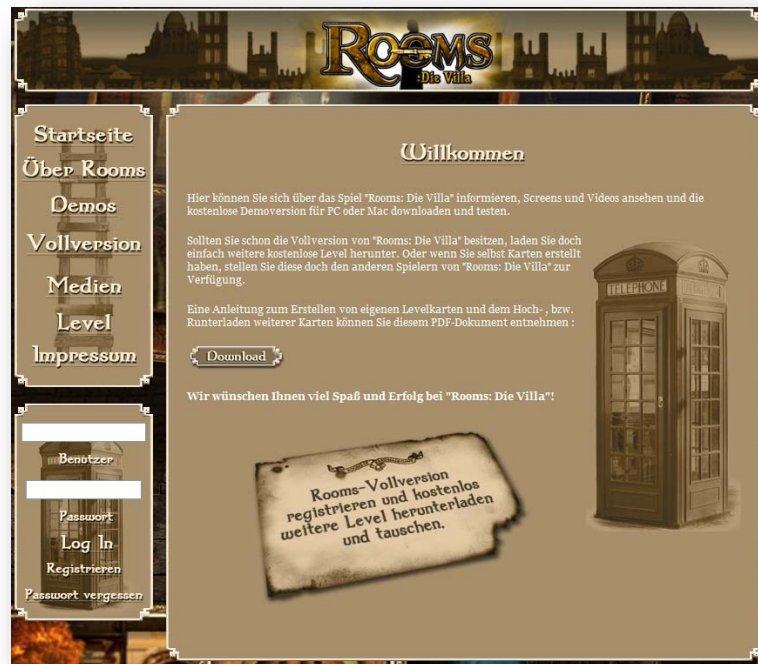 Rooms
Die Villa
Startseite
Über Rooms
Demos
Vollversion
Medien
Level
Impressum
Benutzer
Passwort
Log In
Registrieren
Passwort vergessen
Willkommen
Hier können Sie sich über das Spiel "Rooms: Die Villa" informieren, Screens und Videos ansehen und die
kostenlose Demoversion für PC oder Mac downloaden und testen.
Sollten Sie schon die Vollversion von "Rooms: Die Villa" besitzen, laden Sie doch
einfach weitere kostenlose Level herunter. Oder wenn Sie selbst Karten erstellt
haben, stellen Sie diese doch den anderen Spielern von "Rooms: Die Villa" zur
Verfügung.
Eine Anleitung zum Erstellen von eigenen Levelkarten und dem Hoch- , bzw.
Runterladen weiterer Karten können Sie diesem PDF-Dokument entnehmen :
Download
Wir wünschen Ihnen viel Spaß und Erfolg bei "Rooms: Die Villa"!
TELEPHONE
Rooms-Vollversion
registrieren und kostenlos
weitere Level herunterladen
und tauschen.